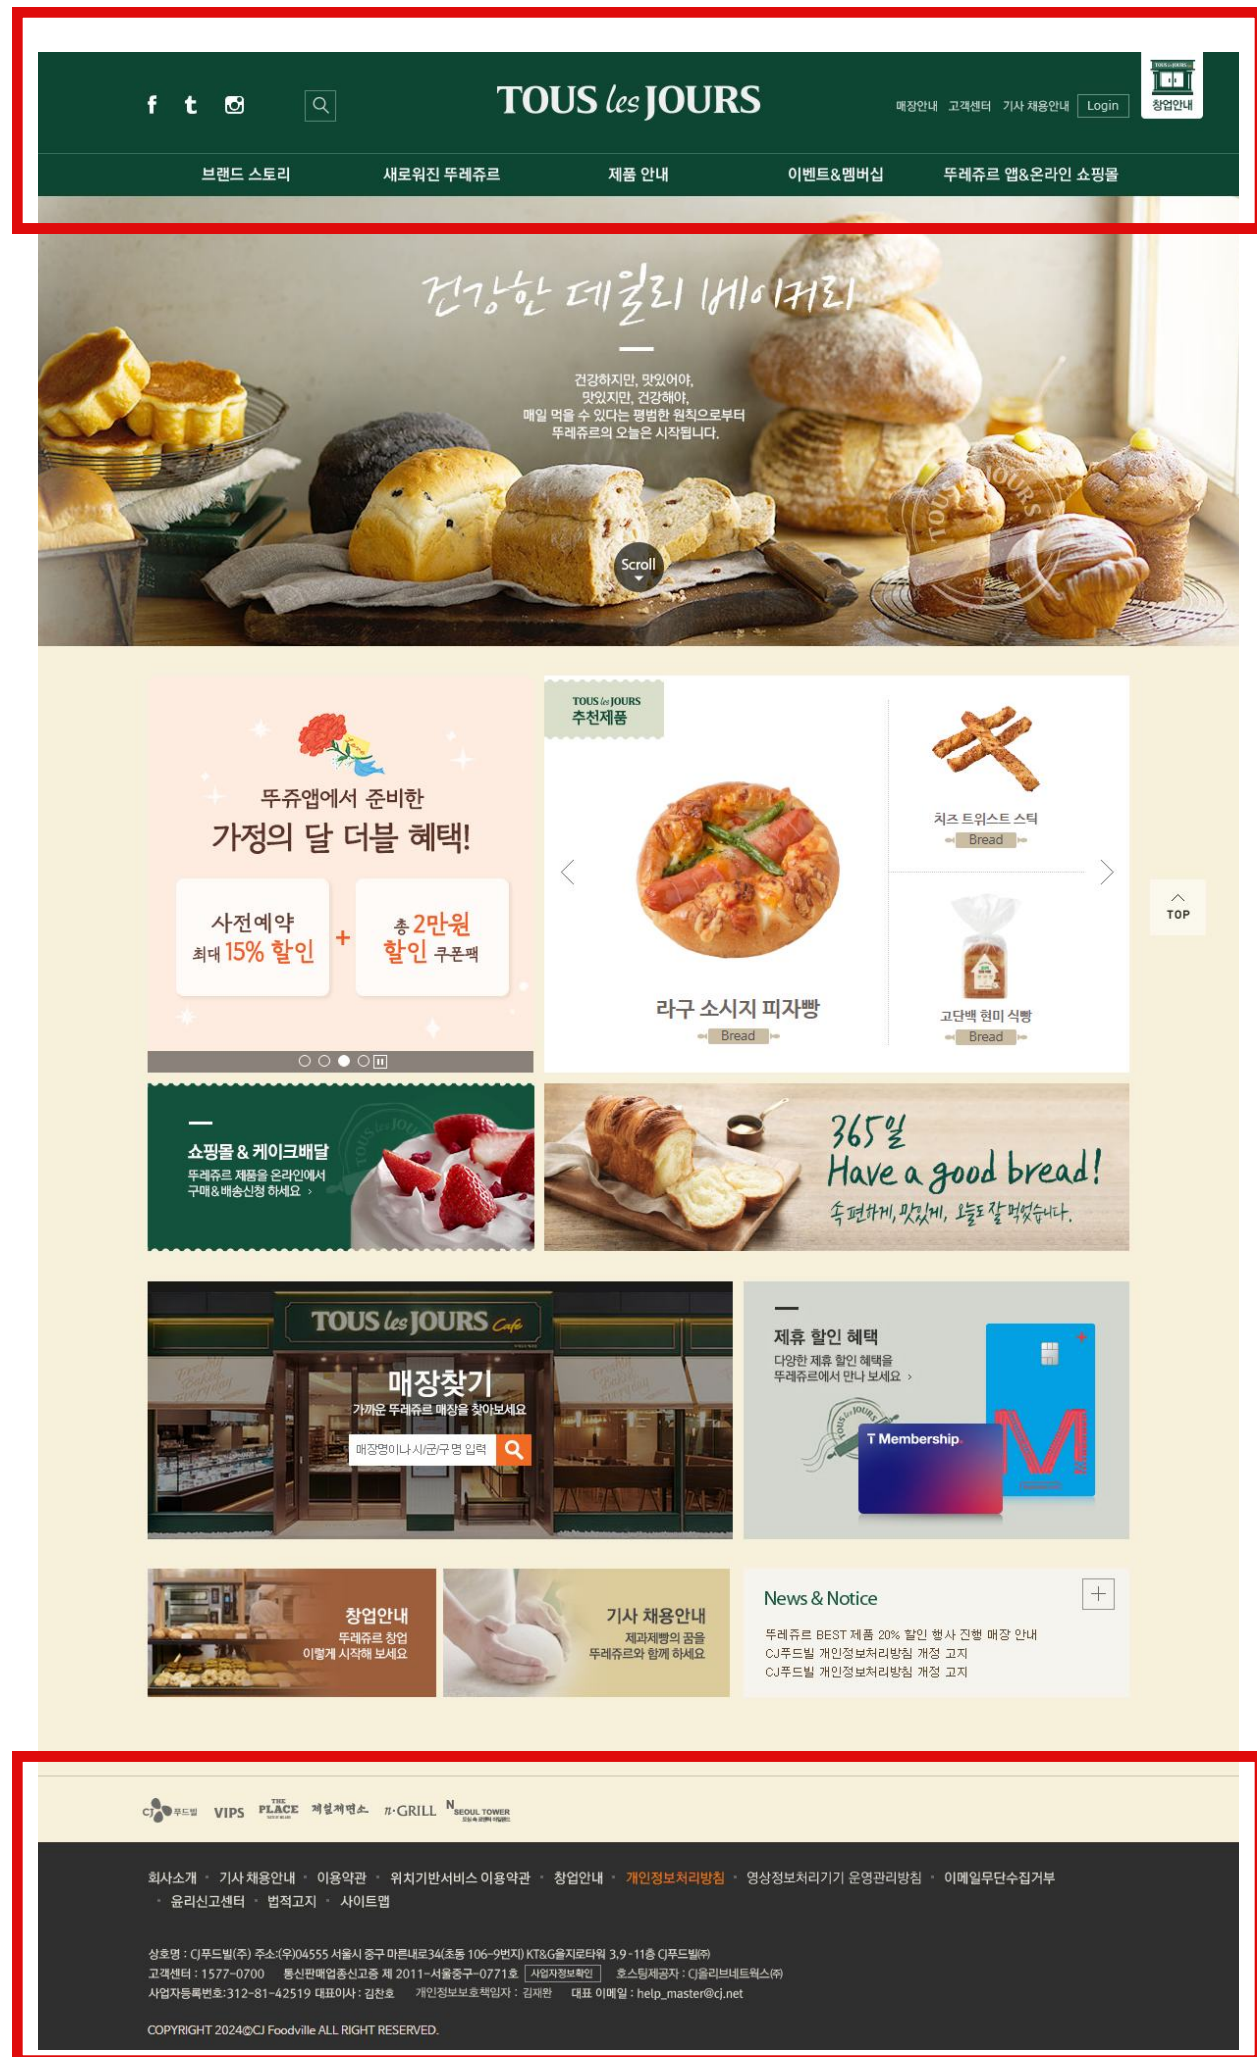 TOUS les JOURS
매장안내 고객센터 기사 채용안내 Login
TOUS les JOURS
창업안내
브랜드 스토리 새로워진 뚜레쥬르 제품 안내 이벤트&멤버십 뚜레쥬르 앱&온라인 쇼핑몰
건강한 데일리 베이커리
건강하지만, 맛있어야,
맛있지만, 건강해야,
매일 먹을 수 있다는 평범한 원칙으로부터
뚜레쥬르의 오늘은 시작됩니다.
TOUS les JOURS
Scroll
Love
뚜쥬앱에서 준비한
가정의 달 더블 혜택!
사전예약
최대 15% 할인
+
총 2만원
할인 쿠폰팩
TOUS les JOURS
추천제품
라구 소시지 피자빵
Bread
치즈 트위스트 스틱
Bread
고단백 현미 식빵
Bread
TOP
쇼핑몰 & 케이크배달
뚜레쥬르 제품을 온라인에서
구매&배송신청 하세요 >
365일
Have a good bread!
속 편하게, 맛있게, 오늘도 잘 먹었습니다.
TOUS les JOURS Café
매장찾기
가까운 뚜레쥬르 매장을 찾아보세요
매장명이나 시/군/구 명 입력
제휴 할인 혜택
다양한 제휴 할인 혜택을
뚜레쥬르에서 만나 보세요 >
TOUS les JOURS
T Membership.
M
창업안내
뚜레쥬르 창업
이렇게 시작해 보세요
기사 채용안내
제과제빵의 꿈을
뚜레쥬르와 함께 하세요
News & Notice
뚜레쥬르 BEST 제품 20% 할인 행사 진행 매장 안내
CJ푸드빌 개인정보처리방침 개정 고지
CJ푸드빌 개인정보처리방침 개정 고지
CJ 푸드빌 VIPS THE PLACE 제일제면소 n·GRILL N SEOUL TOWER
회사소개 기사 채용안내 이용약관 위치기반서비스 이용약관 창업안내 개인정보처리방침 영상정보처리기기 운영관리방침 이메일무단수집거부
윤리신고센터 법적고지 사이트맵
상호명 : CJ푸드빌(주) 주소:(우)04555 서울시 중구 마른내로34(초동 106-9번지) KT&G을지로타워 3,9-11층 CJ푸드빌㈜
고객센터 : 1577-0700 통신판매업종신고증 제 2011-서울중구-0771호 사업자정보확인 호스팅제공자 : CJ올리브네트웍스㈜
사업자등록번호:312-81-42519 대표이사 : 김찬호 개인정보보호책임자 : 김재완 대표 이메일 : help_master@cj.net
COPYRIGHT 2024©CJ Foodville ALL RIGHT RESERVED.